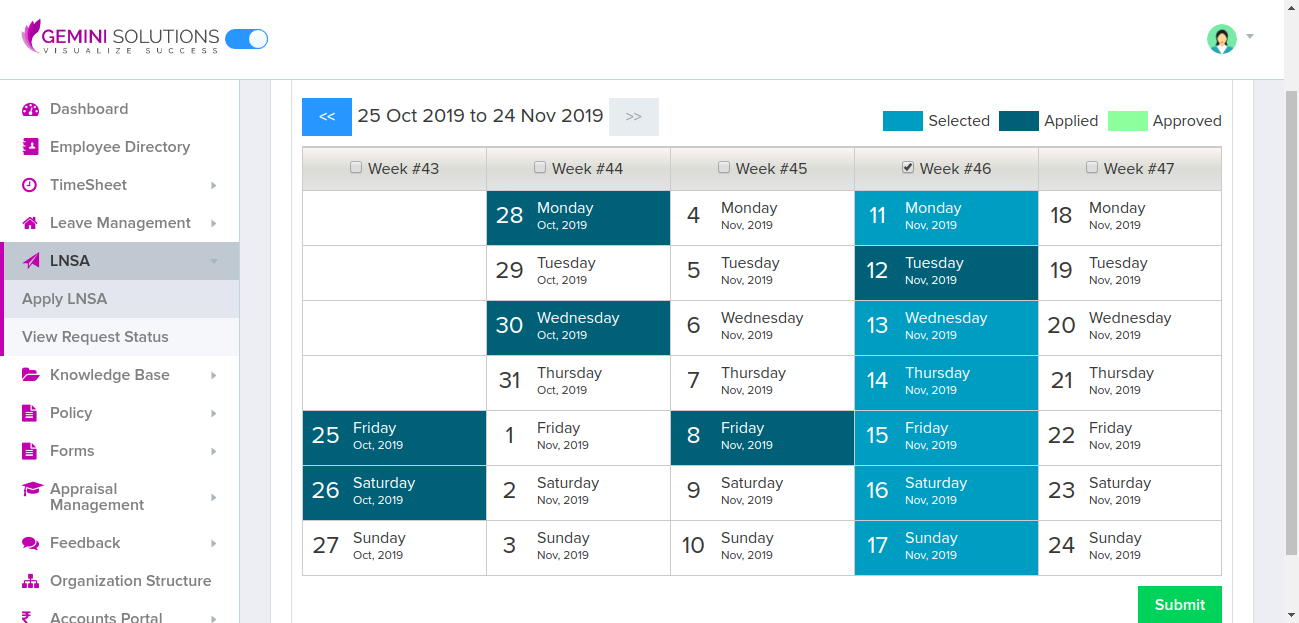 GEMINI SOLUTIONS
VISUALIZE SUCCESS
Dashboard
Employee Directory
TimeSheet
Leave Management
LNSA
Apply LNSA
View Request Status
Knowledge Base
Policy
Forms
Appraisal
Management
Feedback
Organization Structure
Accounts Portal
<< 25 Oct 2019 to 24 Nov 2019 >>
Selected Applied Approved
Week #43 Week #44 Week #45 Week #46 Week #47
28 Monday Oct, 2019 4 Monday Nov, 2019 11 Monday Nov, 2019 18 Monday Nov, 2019
29 Tuesday Oct, 2019 5 Tuesday Nov, 2019 12 Tuesday Nov, 2019 19 Tuesday Nov, 2019
30 Wednesday Oct, 2019 6 Wednesday Nov, 2019 13 Wednesday Nov, 2019 20 Wednesday Nov, 2019
31 Thursday Oct, 2019 7 Thursday Nov, 2019 14 Thursday Nov, 2019 21 Thursday Nov, 2019
25 Friday Oct, 2019 1 Friday Nov, 2019 8 Friday Nov, 2019 15 Friday Nov, 2019 22 Friday Nov, 2019
26 Saturday Oct, 2019 2 Saturday Nov, 2019 9 Saturday Nov, 2019 16 Saturday Nov, 2019 23 Saturday Nov, 2019
27 Sunday Oct, 2019 3 Sunday Nov, 2019 10 Sunday Nov, 2019 17 Sunday Nov, 2019 24 Sunday Nov, 2019
Submit